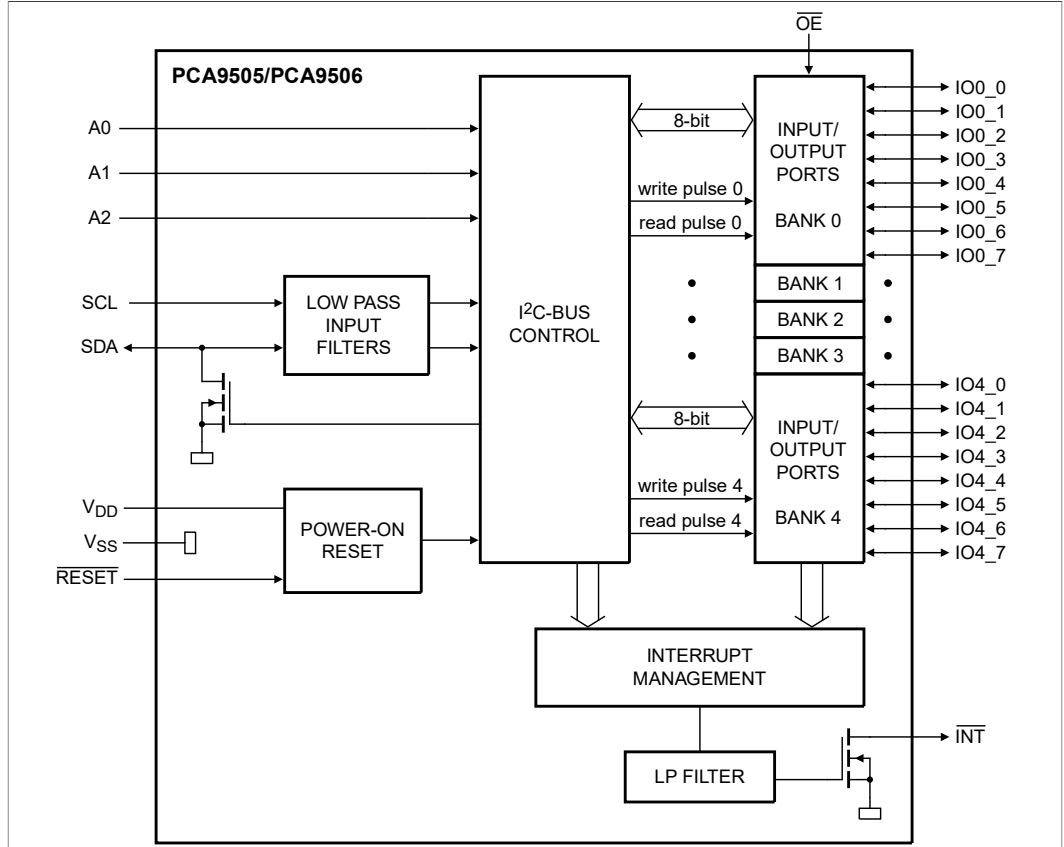 OE
PCA9505/PCA9506
A0
A1
A2
SCL
SDA
LOW PASS
INPUT
FILTERS
VDD
VSS
RESET
POWER-ON
RESET
I2C-BUS
CONTROL
8-bit
write pulse 0
read pulse 0
INPUT/
OUTPUT
PORTS
BANK 0
BANK 1
BANK 2
BANK 3
8-bit
write pulse 4
read pulse 4
INPUT/
OUTPUT
PORTS
BANK 4
IO0_0
IO0_1
IO0_2
IO0_3
IO0_4
IO0_5
IO0_6
IO0_7
IO4_0
IO4_1
IO4_2
IO4_3
IO4_4
IO4_5
IO4_6
IO4_7
INTERRUPT
MANAGEMENT
LP FILTER
INT